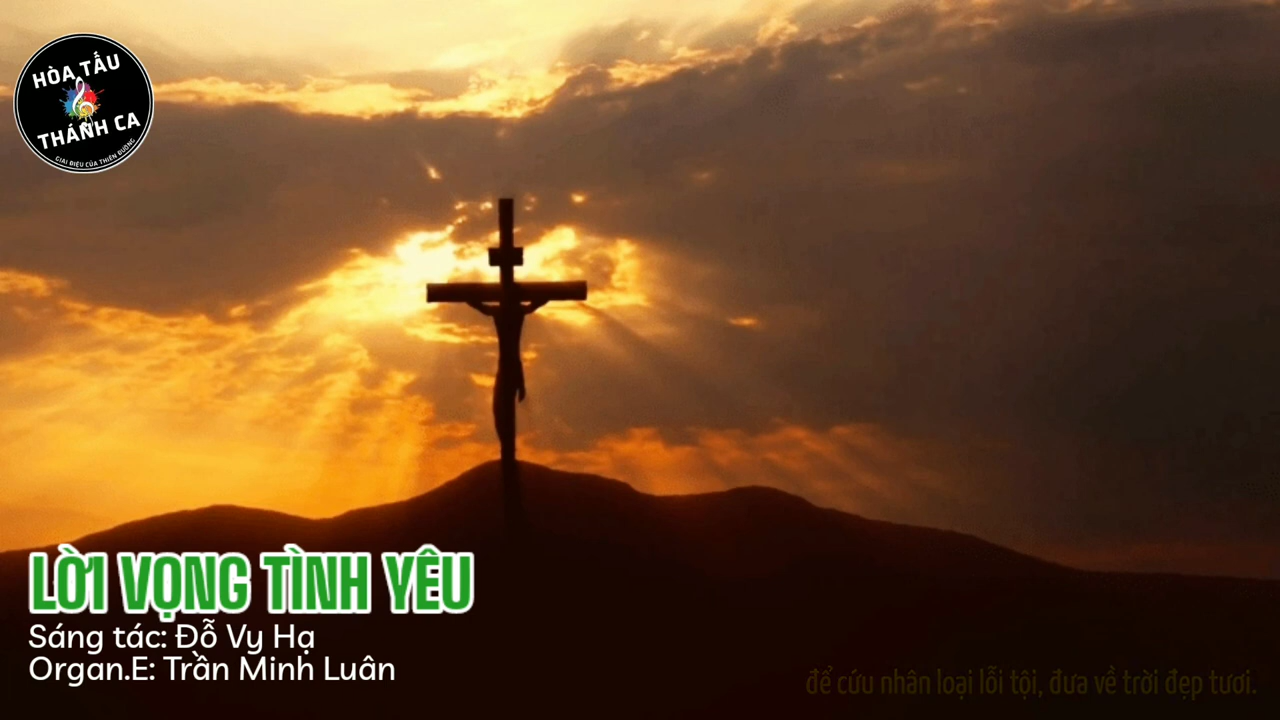 HÒA TẤU
THÁNH CA
GIAI ĐIỆU CỦA THIÊN ĐƯỜNG
LỜI VỌNG TÌNH YÊU
Sáng tác: Đỗ Vy Hạ
Organ.E: Trần Minh Luân
để cứu nhân loại lỗi tội, đưa về trời đẹp tươi.